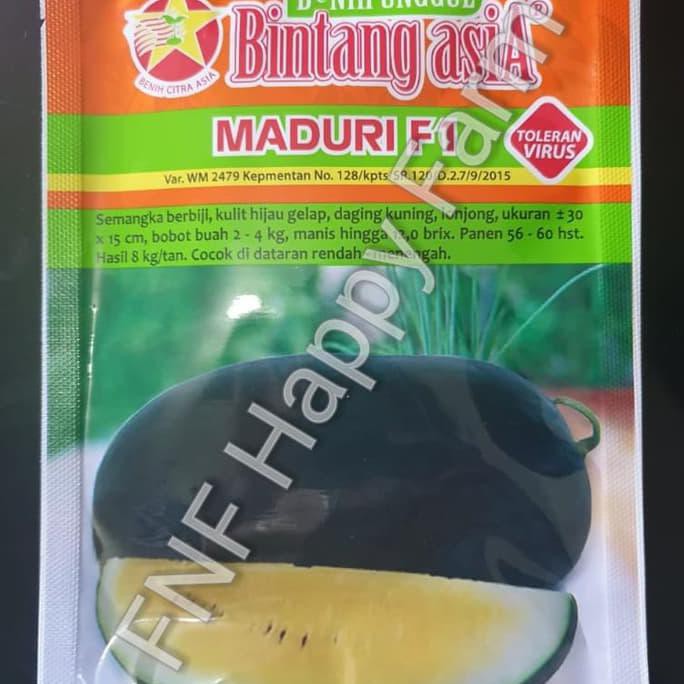 BENIH UNGGUL
Bintang asiA®
BENIH CITRA ASIA
MADURI F1
TOLERAN
VIRUS
Var. WM 2479 Kepmentan No. 128/kpts/SR.120/D.2.7/9/2015
Semangka berbiji, kulit hijau gelap, daging kuning, lonjong, ukuran ± 30
x 15 cm, bobot buah 2 - 4 kg, manis hingga 12,0 brix. Panen 56 - 60 hst.
Hasil 8 kg/tan. Cocok di dataran rendah - menengah.
FNF Happy Farm